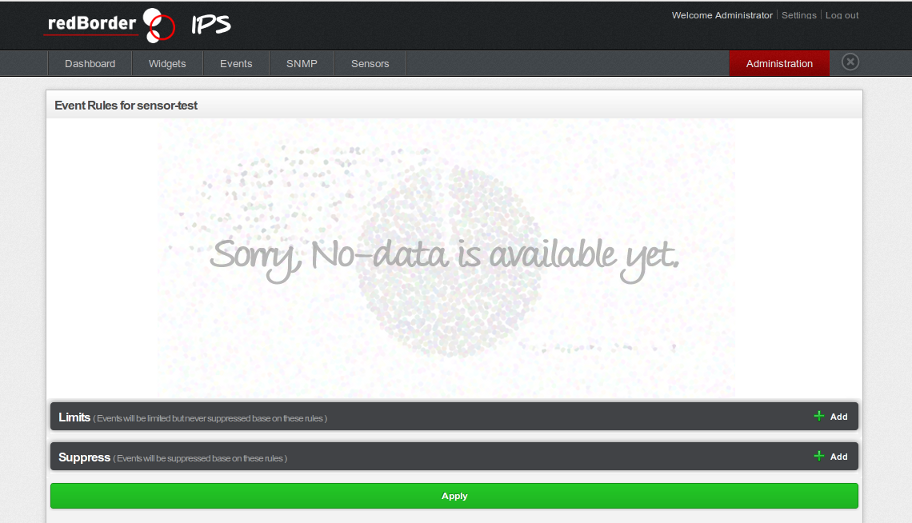 redBorder IPS
Welcome Administrator Settings Log out
Dashboard Widgets Events SNMP Sensors Administration
Event Rules for sensor-test
Sorry, No-data is available yet.
Limits ( Events will be limited but never suppressed base on these rules ) Add
Suppress ( Events will be suppressed base on these rules ) Add
Apply